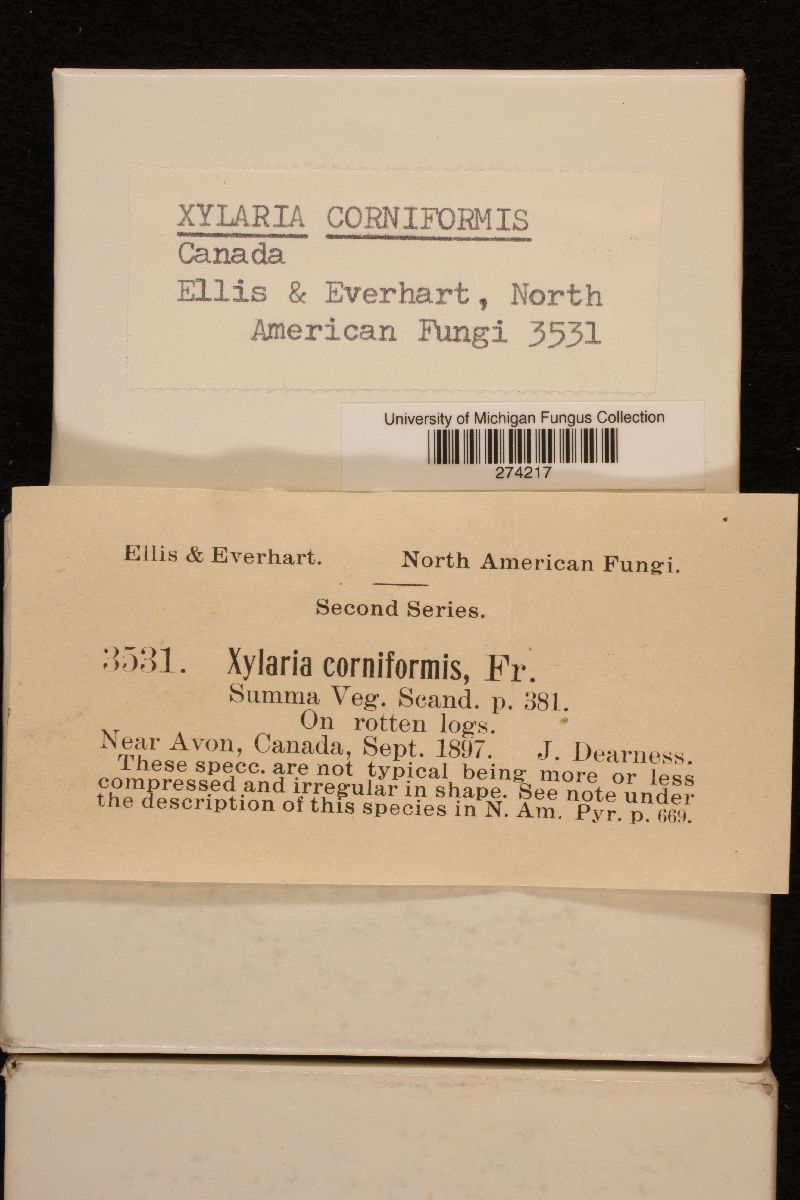 XYLARIA CORNIFORMIS
Canada
Ellis & Everhart, North
American Fungi 3531
University of Michigan Fungus Collection
274217
Ellis & Everhart. North American Fungi.
Second Series.
3531. Xylaria corniformis, Fr.
Summa Veg. Scand. p. 381.
On rotten logs.
Near Avon, Canada, Sept. 1897. J. Dearness.
These specc. are not typical being more or less
compressed and irregular in shape. See note under
the description of this species in N. Am. Pyr. p. 669.